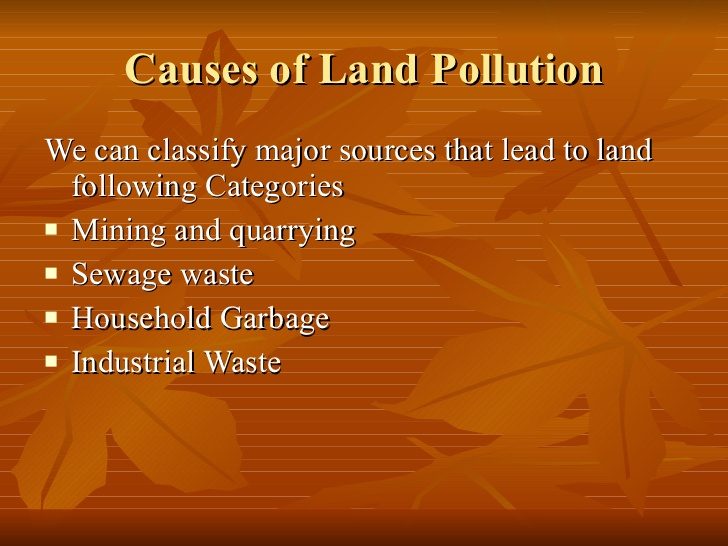 Causes of Land Pollution
We can classify major sources that lead to land
following Categories
Mining and quarrying
Sewage waste
Household Garbage
Industrial Waste